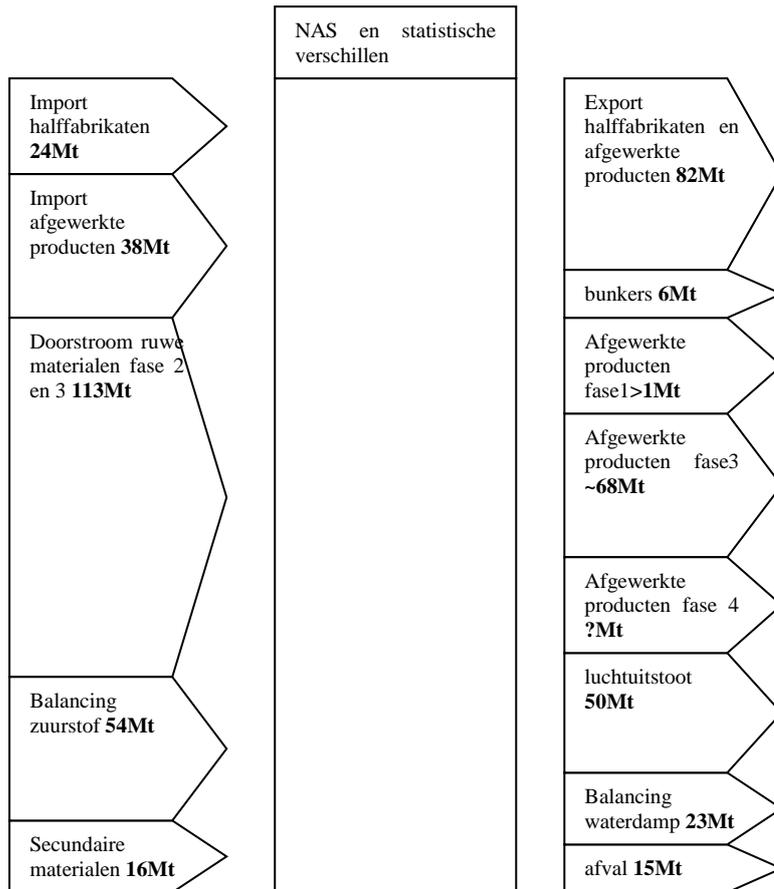 NAS en statistische
verschillen
Import
halffabrikaten
24Mt
Import
afgewerkte
producten 38Mt
Doorstroom ruwe
materialen fase 2
en 3 113Mt
Balancing
zuurstof 54Mt
Secundaire
materialen 16Mt
Export
halffabrikaten en
afgewerkte
producten 82Mt
bunkers 6Mt
Afgewerkte
producten
fase1>1Mt
Afgewerkte
producten fase3
~68Mt
Afgewerkte
producten fase 4
?Mt
luchtuitstoot
50Mt
Balancing
waterdamp 23Mt
afval 15Mt